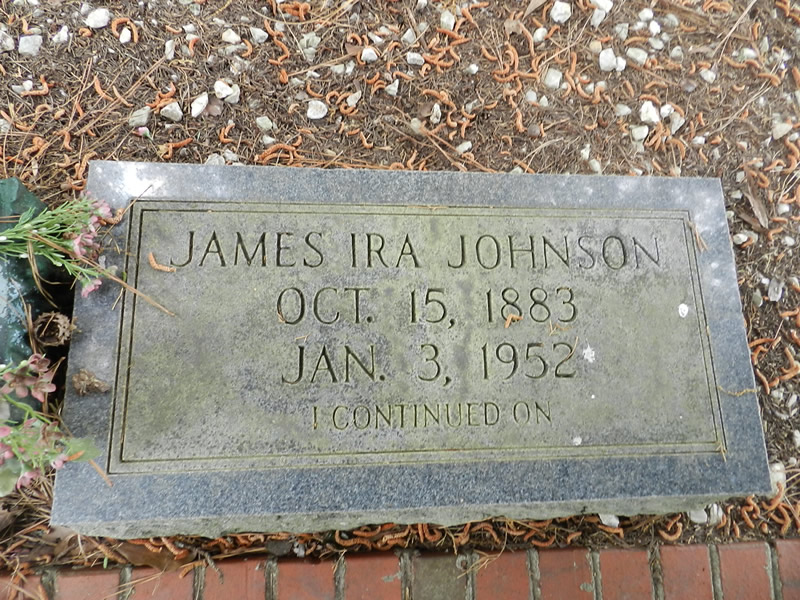 JAMES IRA JOHNSON
OCT. 15, 1883
JAN. 3, 1952
I CONTINUED ON